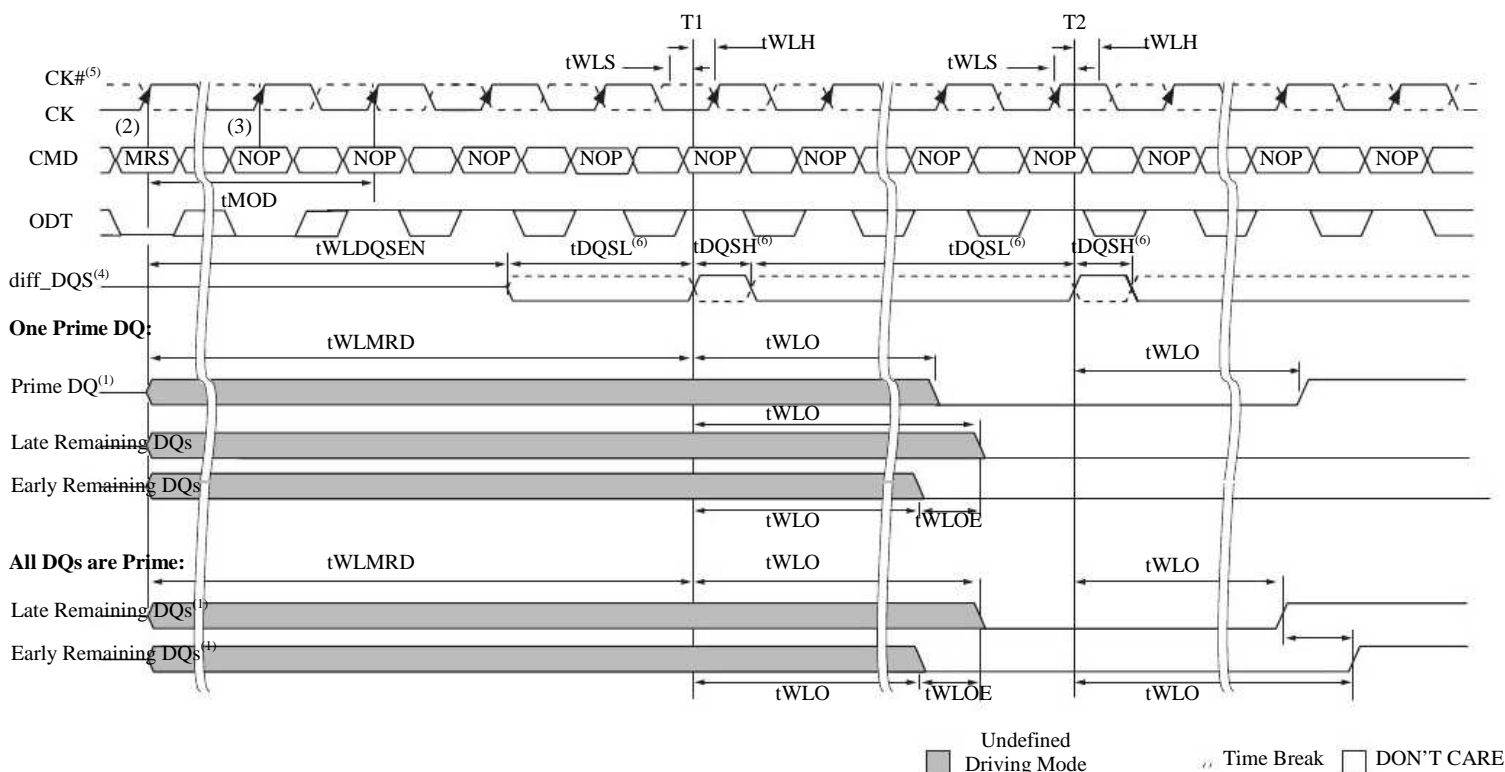 T1 T2
tWLH tWLH
tWLS tWLS
CK#(5)
CK
(2) (3)
CMD MRS NOP NOP NOP NOP NOP NOP NOP NOP NOP NOP NOP
tMOD
ODT
tWLDQSEN tDQSL(6) tDQSH(6) tDQSL(6) tDQSH(6)
diff_DQS(4)
One Prime DQ:
tWLMRD tWLO
tWLO
Prime DQ(1)
tWLO
Late Remaining DQs
Early Remaining DQs
tWLO tWLOE
All DQs are Prime:
tWLMRD tWLO tWLO
Late Remaining DQs(1)
Early Remaining DQs(1)
tWLO tWLOE tWLO
Undefined
Driving Mode
Time Break
DON'T CARE